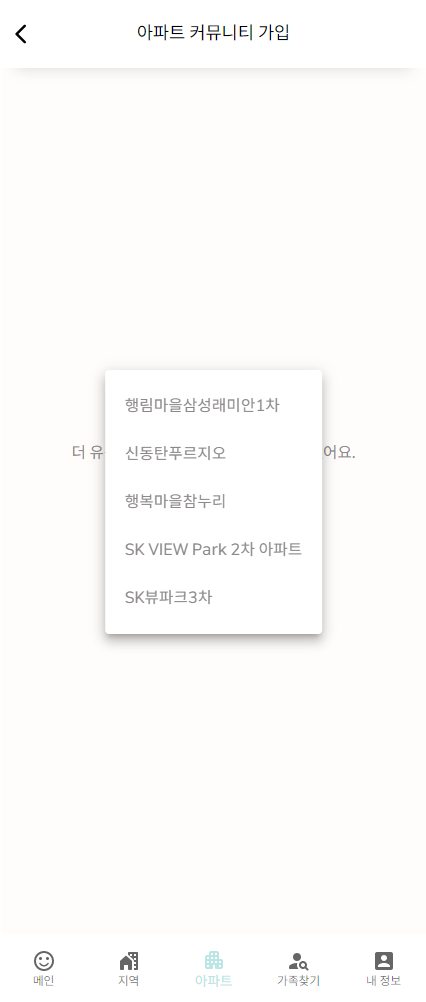 아파트 커뮤니티 가입
행림마을삼성래미안1차
더 유
신동탄푸르지오
어요.
행복마을참누리
SK VIEW Park 2차 아파트
SK뷰파크3차
메인
지역
아파트
가족찾기
내 정보